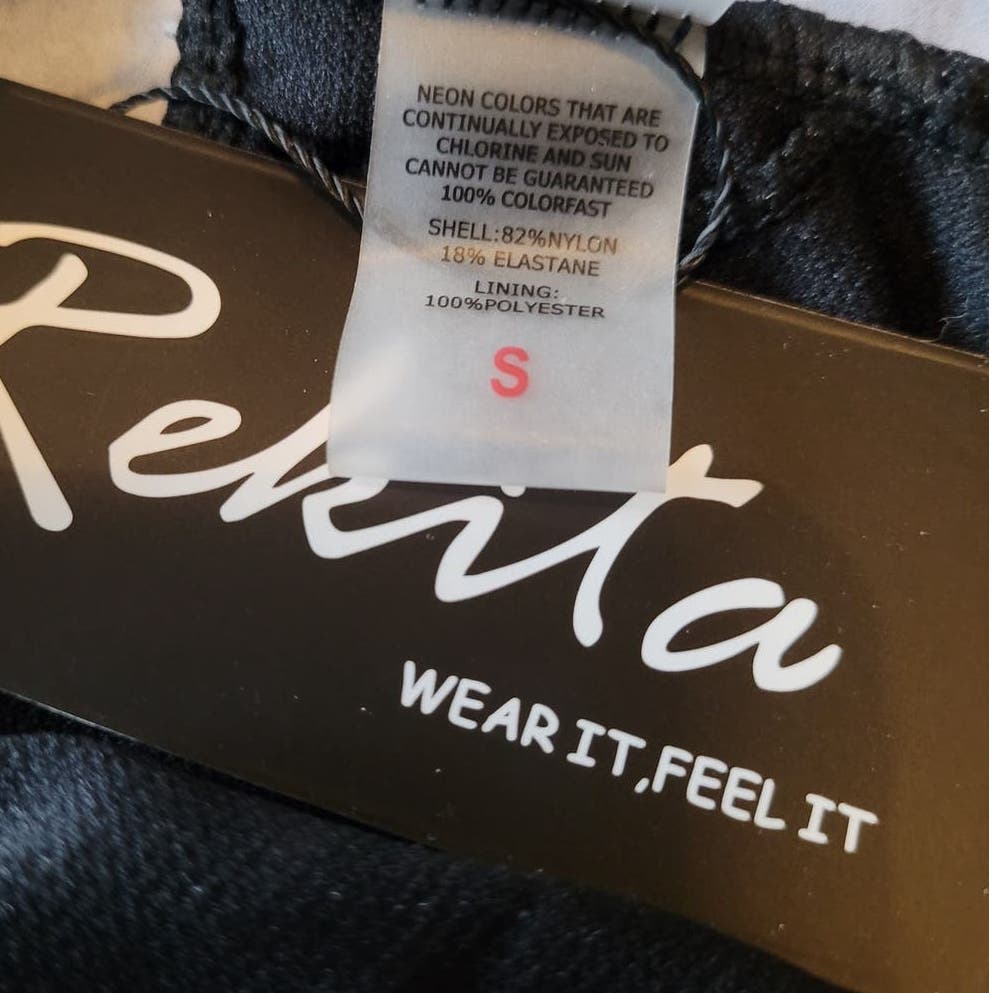 NEON COLORS THAT ARE
CONTINUALLY EXPOSED TO
CHLORINE AND SUN
CANNOT BE GUARANTEED
100% COLORFAST
SHELL:82%NYLON
18% ELASTANE
LINING:
100%POLYESTER
S
Rekita
WEAR IT,FEEL IT